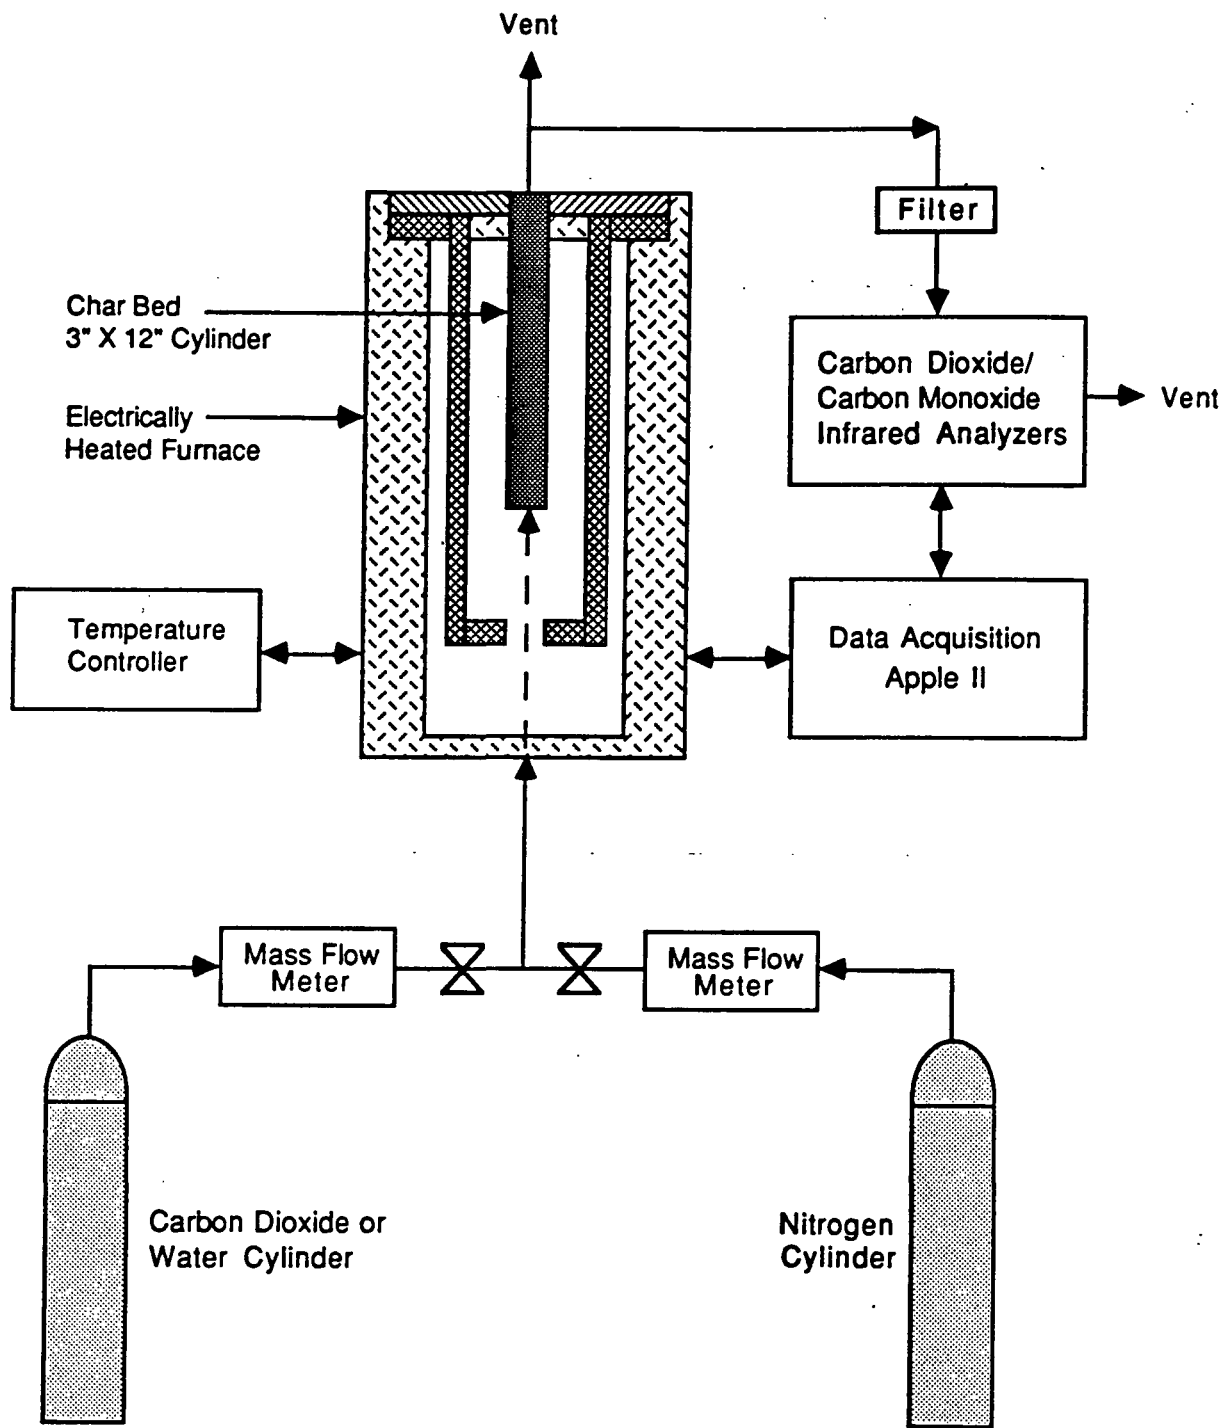 Vent
Filter
Char Bed
3" X 12" Cylinder
Carbon Dioxide/
Carbon Monoxide
Infrared Analyzers
Vent
Electrically
Heated Furnace
Temperature
Controller
Data Acquisition
Apple II
Mass Flow
Meter
Mass Flow
Meter
Carbon Dioxide or
Water Cylinder
Nitrogen
Cylinder